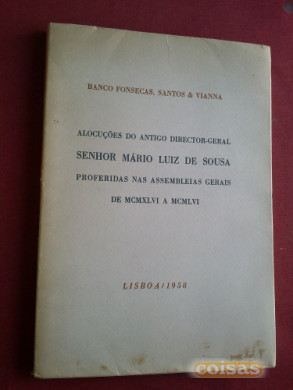 BANCO FONSECAS, SANTOS & VIANNA
ALOCUÇÕES DO ANTIGO DIRECTOR-GERAL
SENHOR MÁRIO LUIZ DE SOUSA
PROFERIDAS NAS ASSEMBLEIAS GERAIS
DE MCMXLVI A MCMLVI
LISBOA/1958
coisas